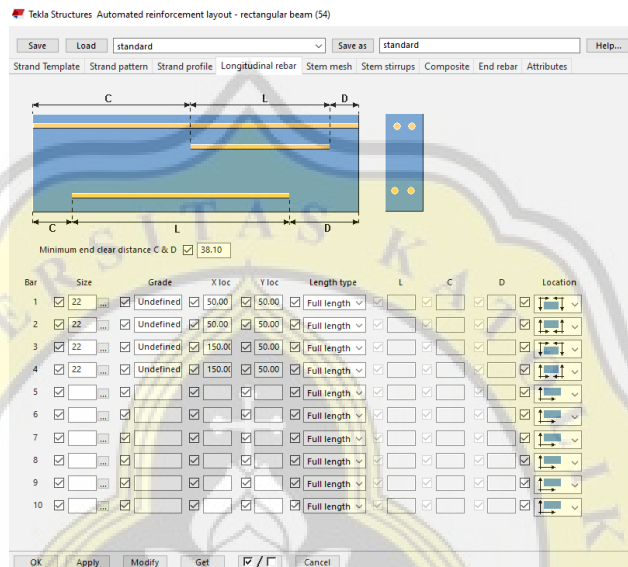 Tekla Structures Automated reinforcement layout - rectangular beam (54)
Save Load standard Save as standard Help...
Strand Template Strand pattern Strand profile Longitudinal rebar Stem mesh Stem stirrups Composite End rebar Attributes
C L D
C L D
Minimum end clear distance C & D 38.10
Bar Size Grade X loc Y loc Length type L C D Location
1 22 ... Undefined 50.00 50.00 Full length
2 22 ... Undefined 50.00 50.00 Full length
3 22 ... Undefined 150.00 50.00 Full length
4 22 ... Undefined 150.00 50.00 Full length
5 ... Full length
6 ... Full length
7 ... Full length
8 ... Full length
9 ... Full length
10 ... Full length
OK Apply Modify Get / Cancel
ERSITAS KATOLIK